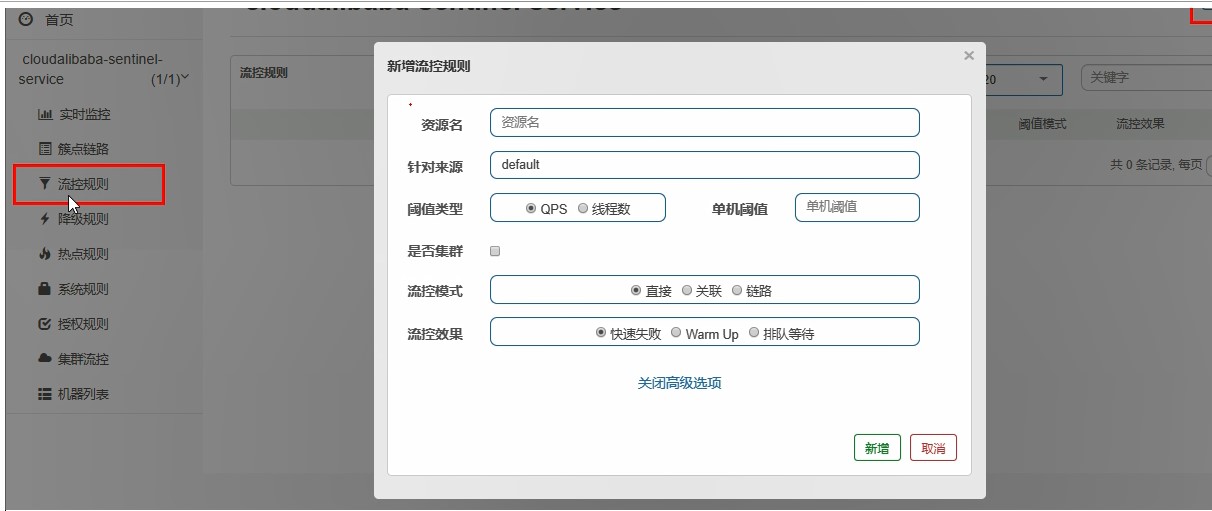 首页
cloudalibaba-sentinel-service
cloudalibaba-sentinel-
service (1/1)
实时监控
簇点链路
流控规则
降级规则
热点规则
系统规则
授权规则
集群流控
机器列表
流控规则
20
关键字
阈值模式 流控效果
共 0 条记录, 每页
新增流控规则
×
资源名 资源名
针对来源 default
阈值类型 QPS 线程数 单机阈值 单机阈值
是否集群
流控模式 直接 关联 链路
流控效果 快速失败 Warm Up 排队等待
关闭高级选项
新增 取消